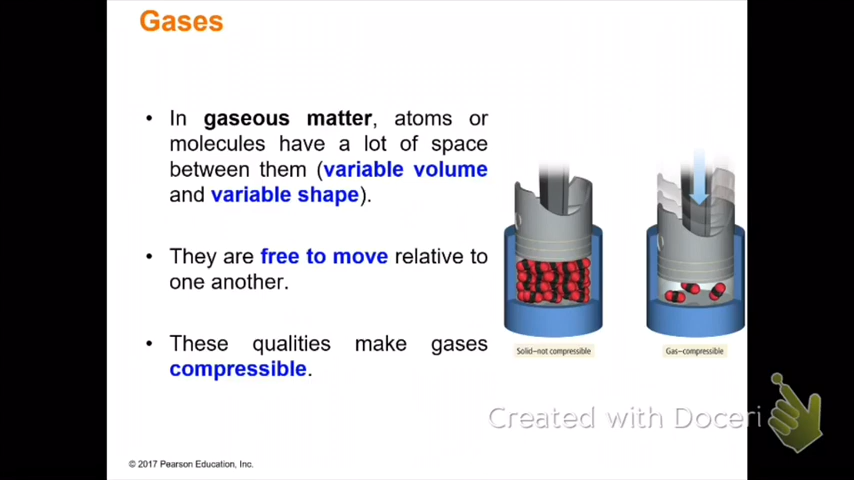 Gases
• In gaseous matter, atoms or
molecules have a lot of space
between them (variable volume
and variable shape).
• They are free to move relative to
one another.
• These qualities make gases
compressible.
Solid–not compressible
Gas–compressible
Created with Doceri
© 2017 Pearson Education, Inc.